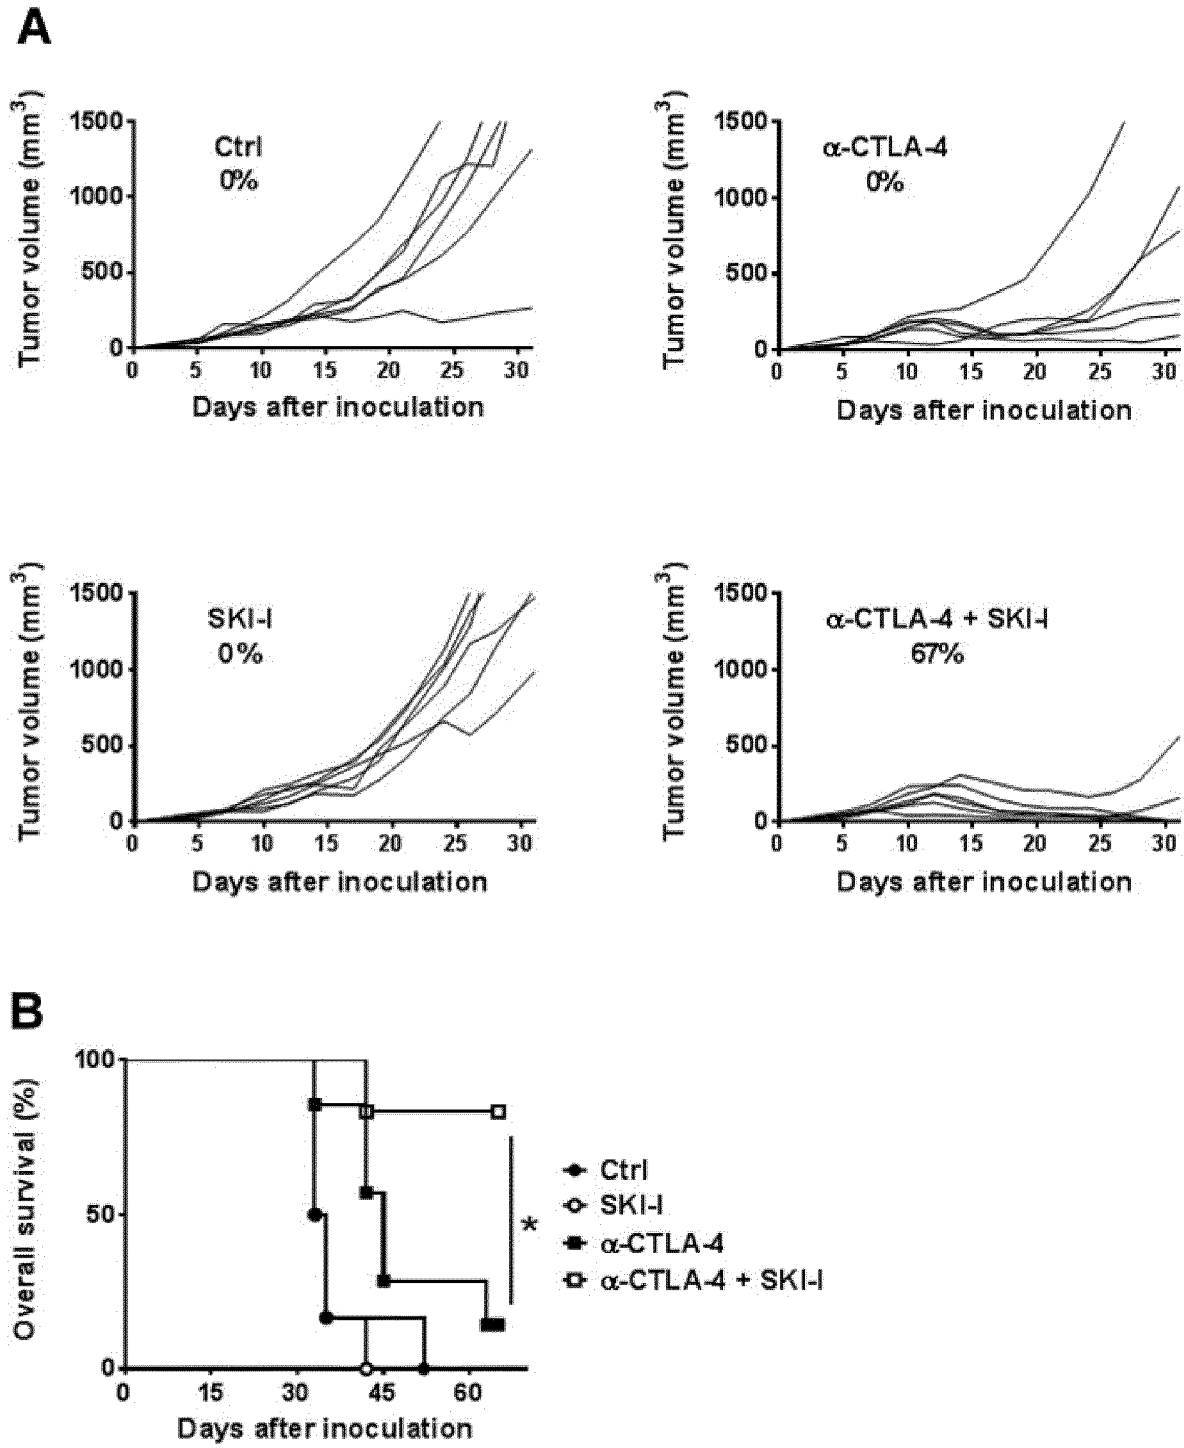 A
Tumor volume (mm³)
1500
1000
500
0
Ctrl
0%
0 5 10 15 20 25 30
Days after inoculation
Tumor volume (mm³)
1500
1000
500
0
α-CTLA-4
0%
0 5 10 15 20 25 30
Days after inoculation
Tumor volume (mm³)
1500
1000
500
0
SKI-I
0%
0 5 10 15 20 25 30
Days after inoculation
Tumor volume (mm³)
1500
1000
500
0
α-CTLA-4 + SKI-I
67%
0 5 10 15 20 25 30
Days after inoculation
B
Overall survival (%)
100
50
0
0 15 30 45 60
Days after inoculation
*
Ctrl
SKI-I
α-CTLA-4
α-CTLA-4 + SKI-I